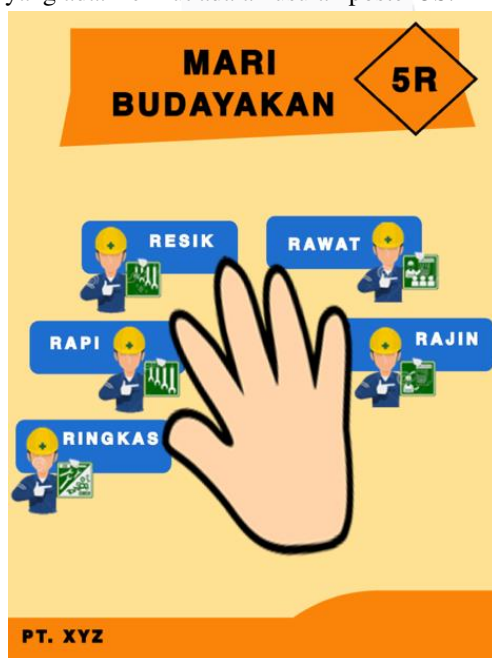 MARI
BUDAYAKAN
5R
RESIK
RAWAT
RAPI
RAJIN
RINGKAS
PT. XYZ